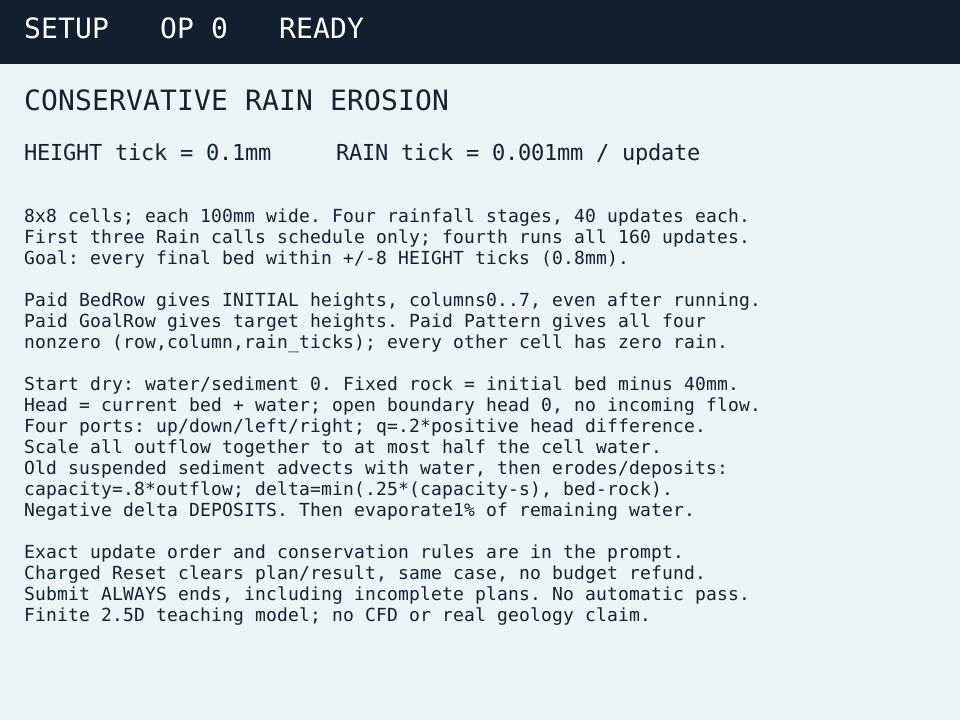 SETUP   OP 0   READY
CONSERVATIVE RAIN EROSION
HEIGHT tick = 0.1mm     RAIN tick = 0.001mm / update
8x8 cells; each 100mm wide. Four rainfall stages, 40 updates each.
First three Rain calls schedule only; fourth runs all 160 updates.
Goal: every final bed within +/-8 HEIGHT ticks (0.8mm).
Paid BedRow gives INITIAL heights, columns0..7, even after running.
Paid GoalRow gives target heights. Paid Pattern gives all four
nonzero (row,column,rain_ticks); every other cell has zero rain.
Start dry: water/sediment 0. Fixed rock = initial bed minus 40mm.
Head = current bed + water; open boundary head 0, no incoming flow.
Four ports: up/down/left/right; q=.2*positive head difference.
Scale all outflow together to at most half the cell water.
Old suspended sediment advects with water, then erodes/deposits:
capacity=.8*outflow; delta=min(.25*(capacity-s), bed-rock).
Negative delta DEPOSITS. Then evaporate1% of remaining water.
Exact update order and conservation rules are in the prompt.
Charged Reset clears plan/result, same case, no budget refund.
Submit ALWAYS ends, including incomplete plans. No automatic pass.
Finite 2.5D teaching model; no CFD or real geology claim.